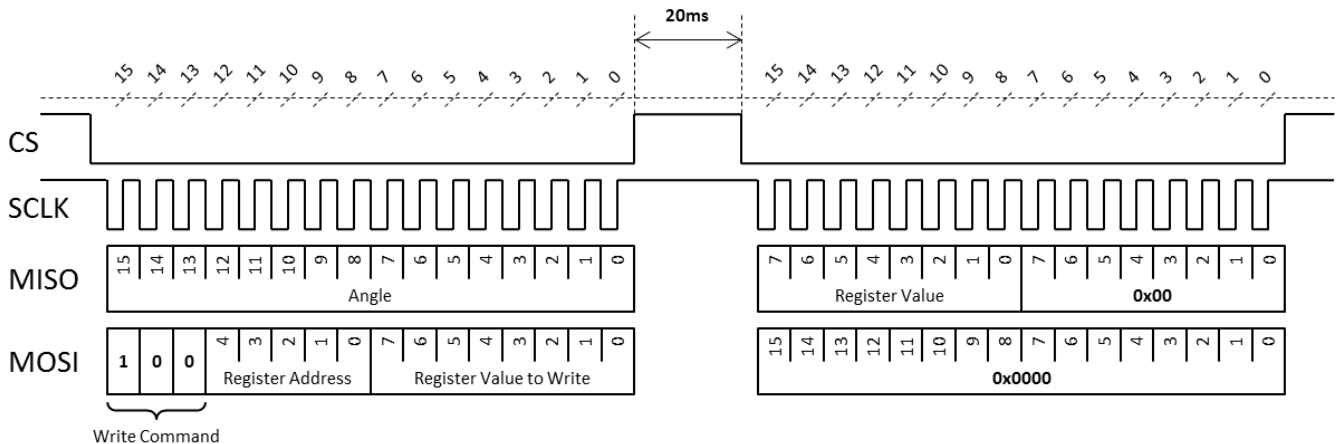 20ms
15 14 13 12 11 10 9 8 7 6 5 4 3 2 1 0 15 14 13 12 11 10 9 8 7 6 5 4 3 2 1 0
CS
SCLK
MISO 15 14 13 12 11 10 9 8 7 6 5 4 3 2 1 0 7 6 5 4 3 2 1 0 7 6 5 4 3 2 1 0
Angle Register Value 0x00
MOSI 1 0 0 4 3 2 1 0 7 6 5 4 3 2 1 0 15 14 13 12 11 10 9 8 7 6 5 4 3 2 1 0
Register Address Register Value to Write 0x0000
Write Command